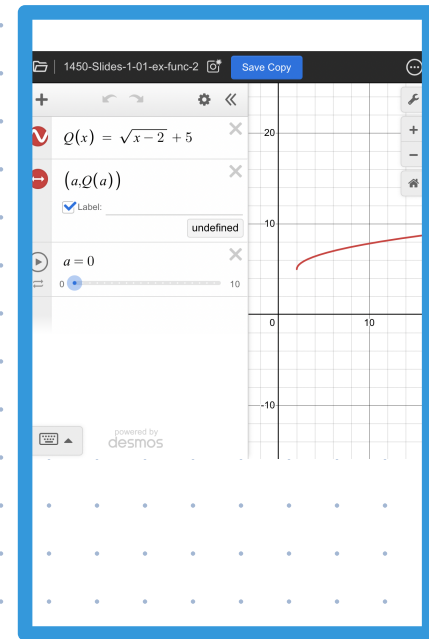 1450-Slides-1-01-ex-func-2
Save Copy
Q(x) = √x − 2 + 5
(a,Q(a))
Label:
undefined
a = 0
0
10
powered by
desmos
20
10
0
10
-10